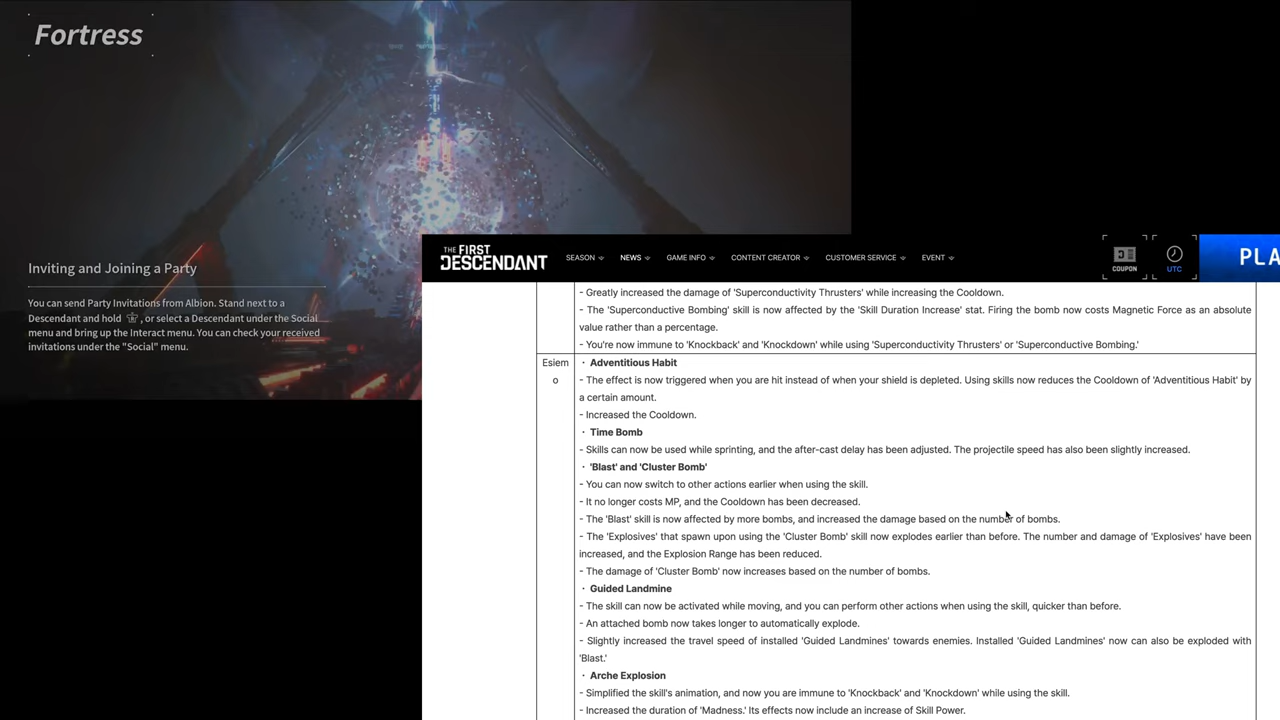 Fortress
Inviting and Joining a Party
You can send Party Invitations from Albion. Stand next to a
Descendant and hold , or select a Descendant under the Social
menu and bring up the Interact menu. You can check your received
invitations under the "Social" menu.
THE FIRST
DESCENDANT
SEASON
NEWS
GAME INFO
CONTENT CREATOR
CUSTOMER SERVICE
EVENT
COUPON
UTC
PLA
- Greatly increased the damage of 'Superconductivity Thrusters' while increasing the Cooldown.
- The 'Superconductive Bombing' skill is now affected by the 'Skill Duration Increase' stat. Firing the bomb now costs Magnetic Force as an absolute
value rather than a percentage.
- You're now immune to 'Knockback' and 'Knockdown' while using 'Superconductivity Thrusters' or 'Superconductive Bombing.'
Esiem
o
· Adventitious Habit
- The effect is now triggered when you are hit instead of when your shield is depleted. Using skills now reduces the Cooldown of 'Adventitious Habit' by
a certain amount.
- Increased the Cooldown.
· Time Bomb
- Skills can now be used while sprinting, and the after-cast delay has been adjusted. The projectile speed has also been slightly increased.
· 'Blast' and 'Cluster Bomb'
- You can now switch to other actions earlier when using the skill.
- It no longer costs MP, and the Cooldown has been decreased.
- The 'Blast' skill is now affected by more bombs, and increased the damage based on the number of bombs.
- The 'Explosives' that spawn upon using the 'Cluster Bomb' skill now explodes earlier than before. The number and damage of 'Explosives' have been
increased, and the Explosion Range has been reduced.
- The damage of 'Cluster Bomb' now increases based on the number of bombs.
· Guided Landmine
- The skill can now be activated while moving, and you can perform other actions when using the skill, quicker than before.
- An attached bomb now takes longer to automatically explode.
- Slightly increased the travel speed of installed 'Guided Landmines' towards enemies. Installed 'Guided Landmines' now can also be exploded with
'Blast.'
· Arche Explosion
- Simplified the skill's animation, and now you are immune to 'Knockback' and 'Knockdown' while using the skill.
- Increased the duration of 'Madness.' Its effects now include an increase of Skill Power.